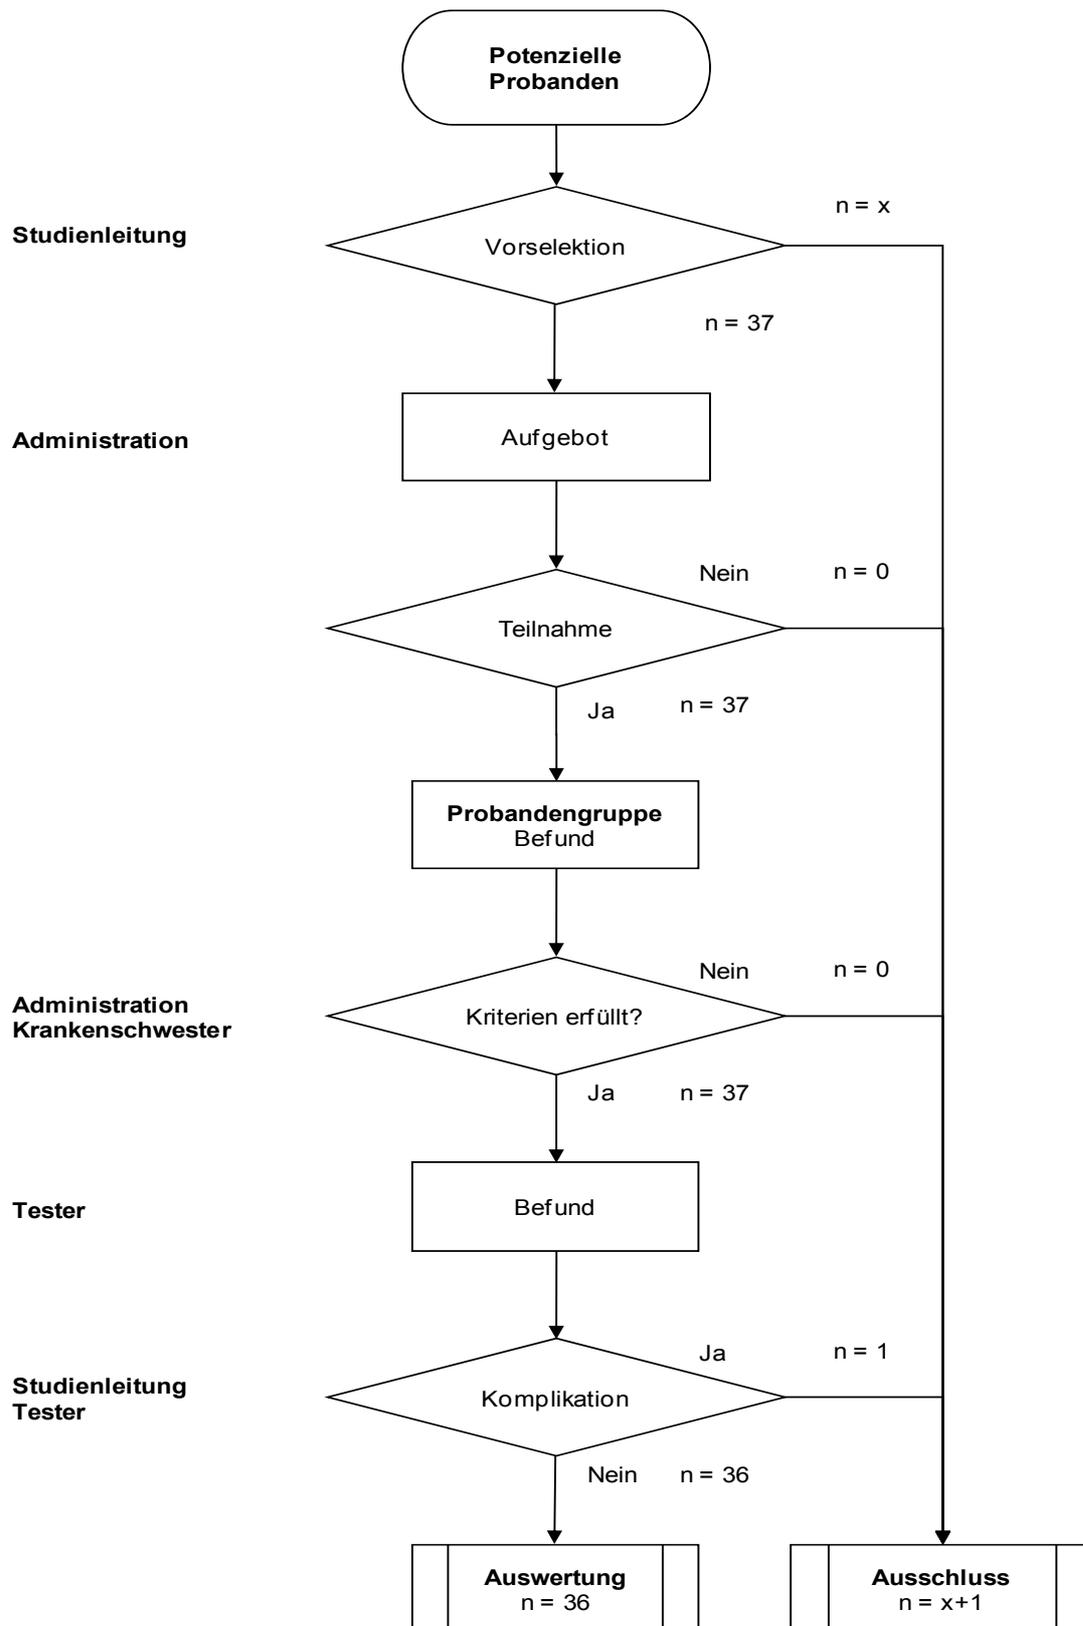 Potenzielle
Probanden
n = x
Studienleitung
Vorselektion
n = 37
Administration
Aufgebot
Nein
n = 0
Teilnahme
Ja
n = 37
Probandengruppe
Befund
Nein
n = 0
Administration
Krankenschwester
Kriterien erfüllt?
Ja
n = 37
Tester
Befund
Ja
n = 1
Studienleitung
Tester
Komplikation
Nein
n = 36
Auswertung
n = 36
Ausschluss
n = x+1